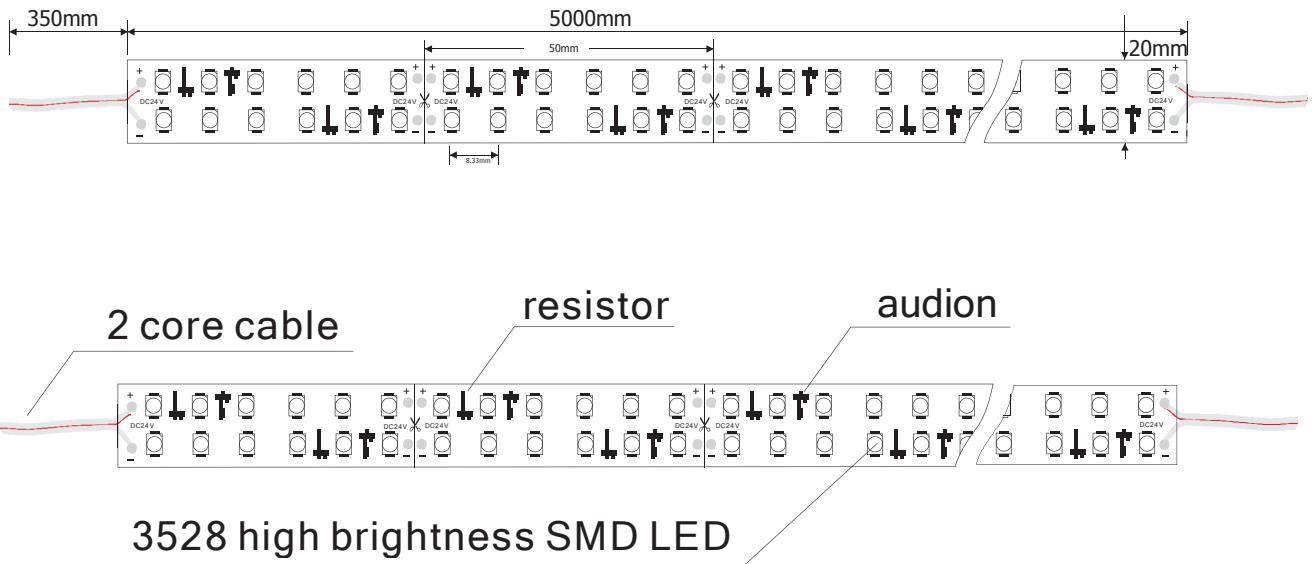 350mm
5000mm
50mm
20mm
+ + + + + +
DC24V DC24V DC24V DC24V DC24V DC24V
- - - - - -
8.33mm
resistor
audion
2 core cable
+ + + + + +
DC24V DC24V DC24V DC24V DC24V DC24V
- - - - - -
3528 high brightness SMD LED